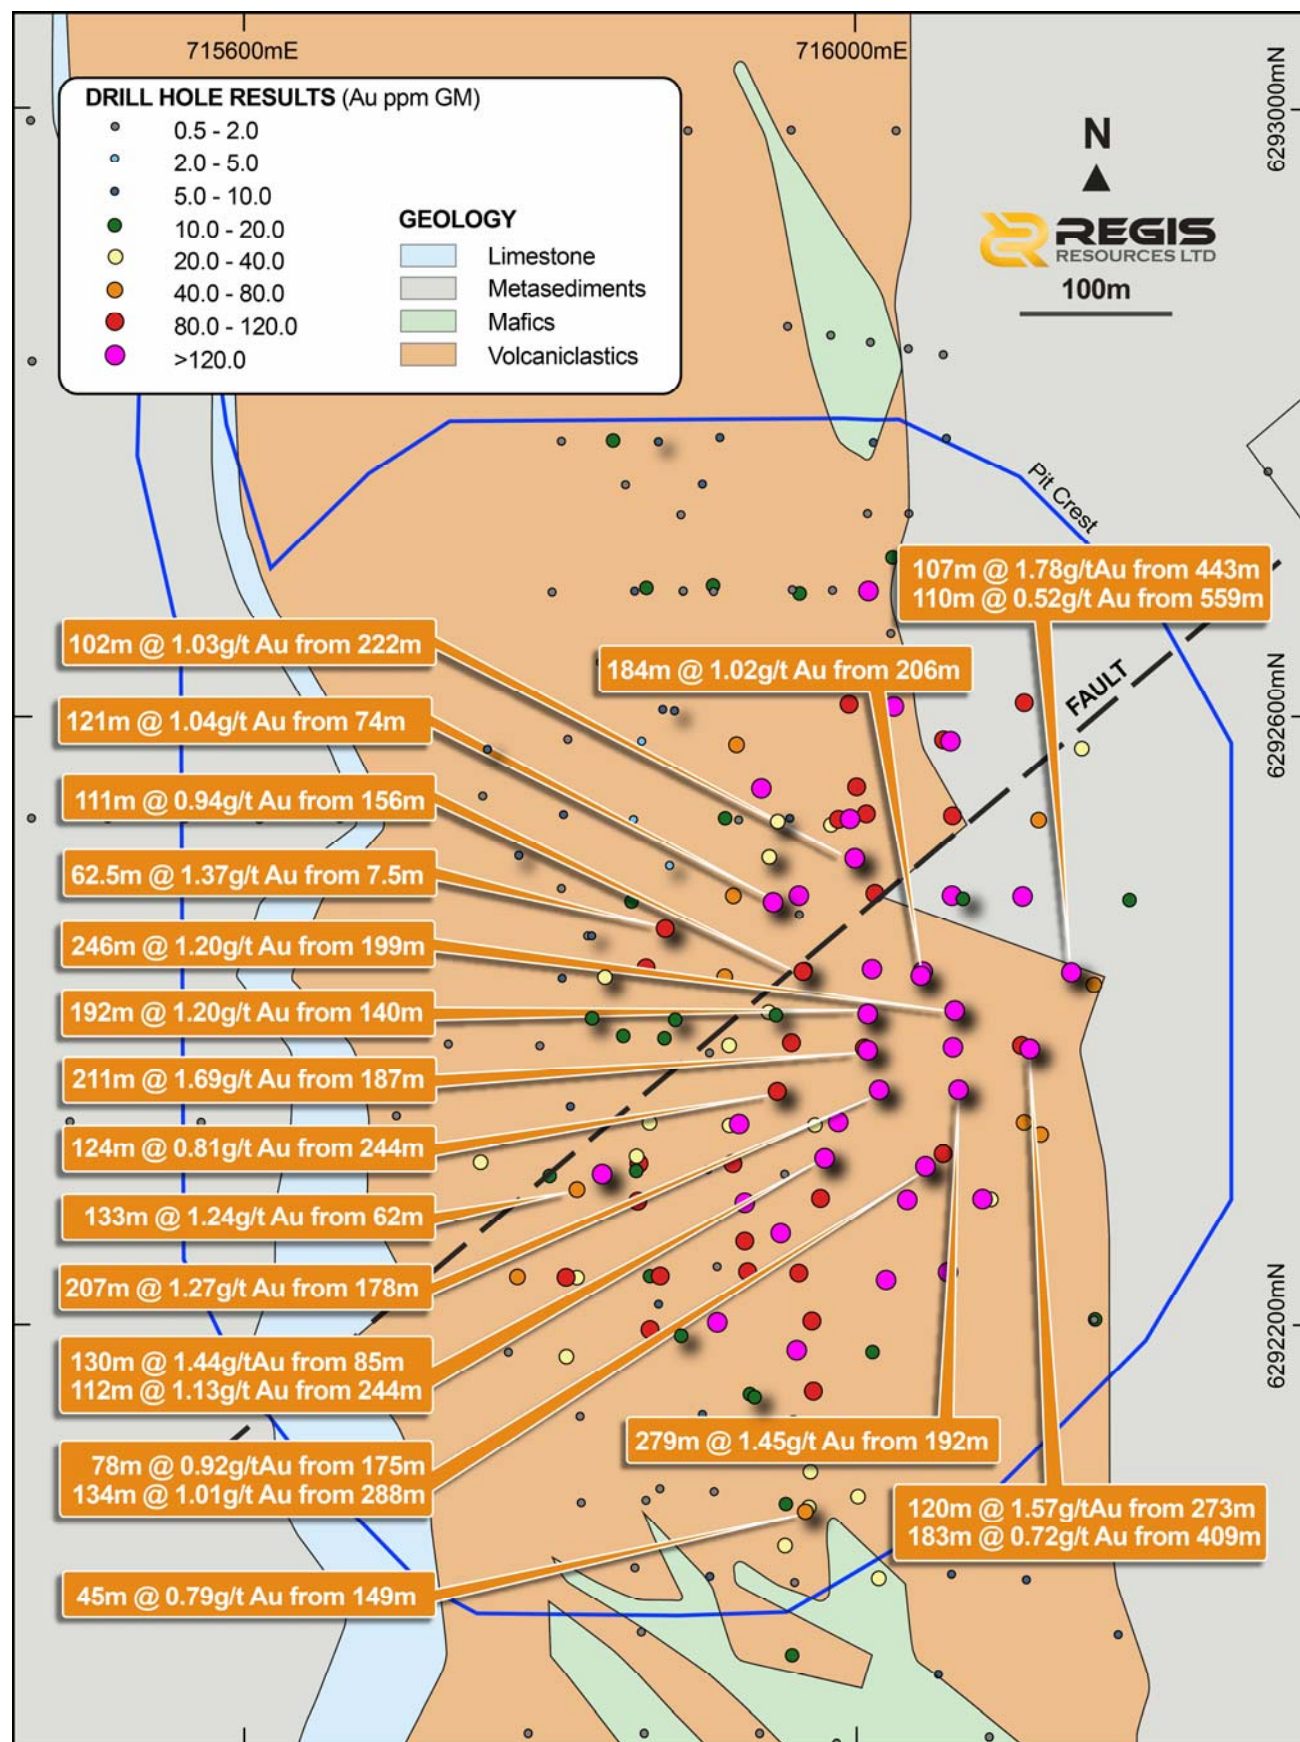 715600mE
716000mE
6293000mN
DRILL HOLE RESULTS (Au ppm GM)
0.5 - 2.0
2.0 - 5.0
5.0 - 10.0
10.0 - 20.0
20.0 - 40.0
40.0 - 80.0
80.0 - 120.0
>120.0
GEOLOGY
Limestone
Metasediments
Mafics
Volcaniclastics
N
REGIS
RESOURCES LTD
100m
Pit Crest
107m @ 1.78g/tAu from 443m
110m @ 0.52g/t Au from 559m
102m @ 1.03g/t Au from 222m
184m @ 1.02g/t Au from 206m
FAULT
6292600mN
121m @ 1.04g/t Au from 74m
111m @ 0.94g/t Au from 156m
62.5m @ 1.37g/t Au from 7.5m
246m @ 1.20g/t Au from 199m
192m @ 1.20g/t Au from 140m
211m @ 1.69g/t Au from 187m
124m @ 0.81g/t Au from 244m
133m @ 1.24g/t Au from 62m
207m @ 1.27g/t Au from 178m
6292200mN
130m @ 1.44g/tAu from 85m
112m @ 1.13g/t Au from 244m
279m @ 1.45g/t Au from 192m
78m @ 0.92g/tAu from 175m
134m @ 1.01g/t Au from 288m
120m @ 1.57g/tAu from 273m
183m @ 0.72g/t Au from 409m
45m @ 0.79g/t Au from 149m